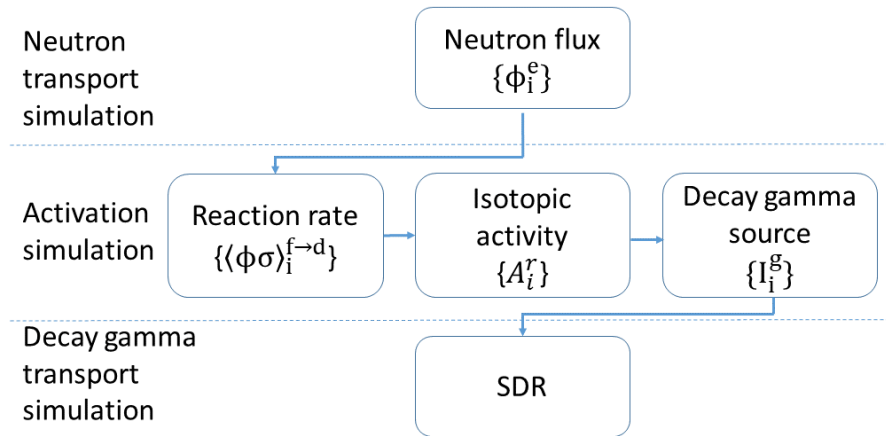 Neutron
transport
simulation
Neutron flux
{ϕᵢᵉ}
Activation
simulation
Reaction rate
{⟨ϕσ⟩ᵢᶠ→ᵈ}
Isotopic
activity
{Aᵢʳ}
Decay gamma
source
{Iᵢᵍ}
Decay gamma
transport
simulation
SDR